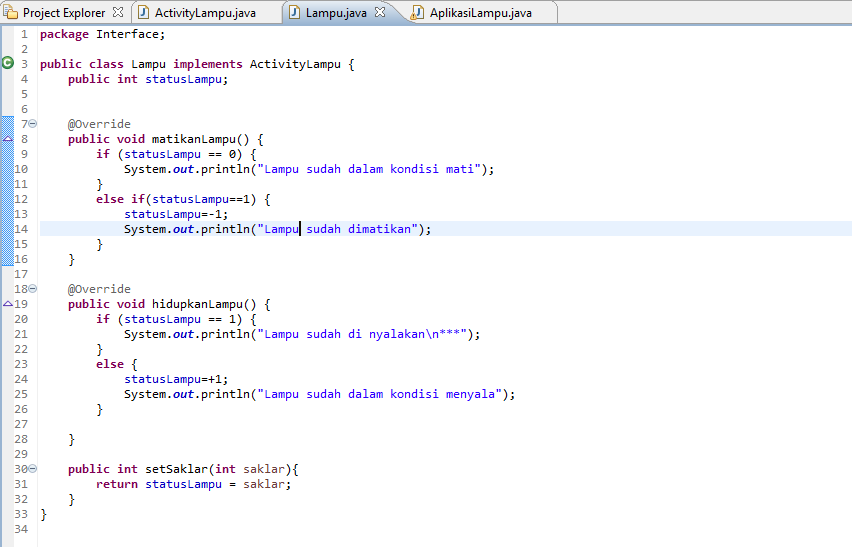 Project Explorer ActivityLampu.java Lampu.java AplikasiLampu.java
1 package Interface;
2
3 public class Lampu implements ActivityLampu {
4     public int statusLampu;
5
6
7     @Override
8     public void matikanLampu() {
9         if (statusLampu == 0) {
10             System.out.println("Lampu sudah dalam kondisi mati");
11         }
12         else if(statusLampu==1) {
13             statusLampu=-1;
14             System.out.println("Lampu sudah dimatikan");
15         }
16     }
17
18     @Override
19     public void hidupkanLampu() {
20         if (statusLampu == 1) {
21             System.out.println("Lampu sudah di nyalakan\n***");
22         }
23         else {
24             statusLampu=+1;
25             System.out.println("Lampu sudah dalam kondisi menyala");
26         }
27
28     }
29
30     public int setSaklar(int saklar){
31         return statusLampu = saklar;
32     }
33 }
34